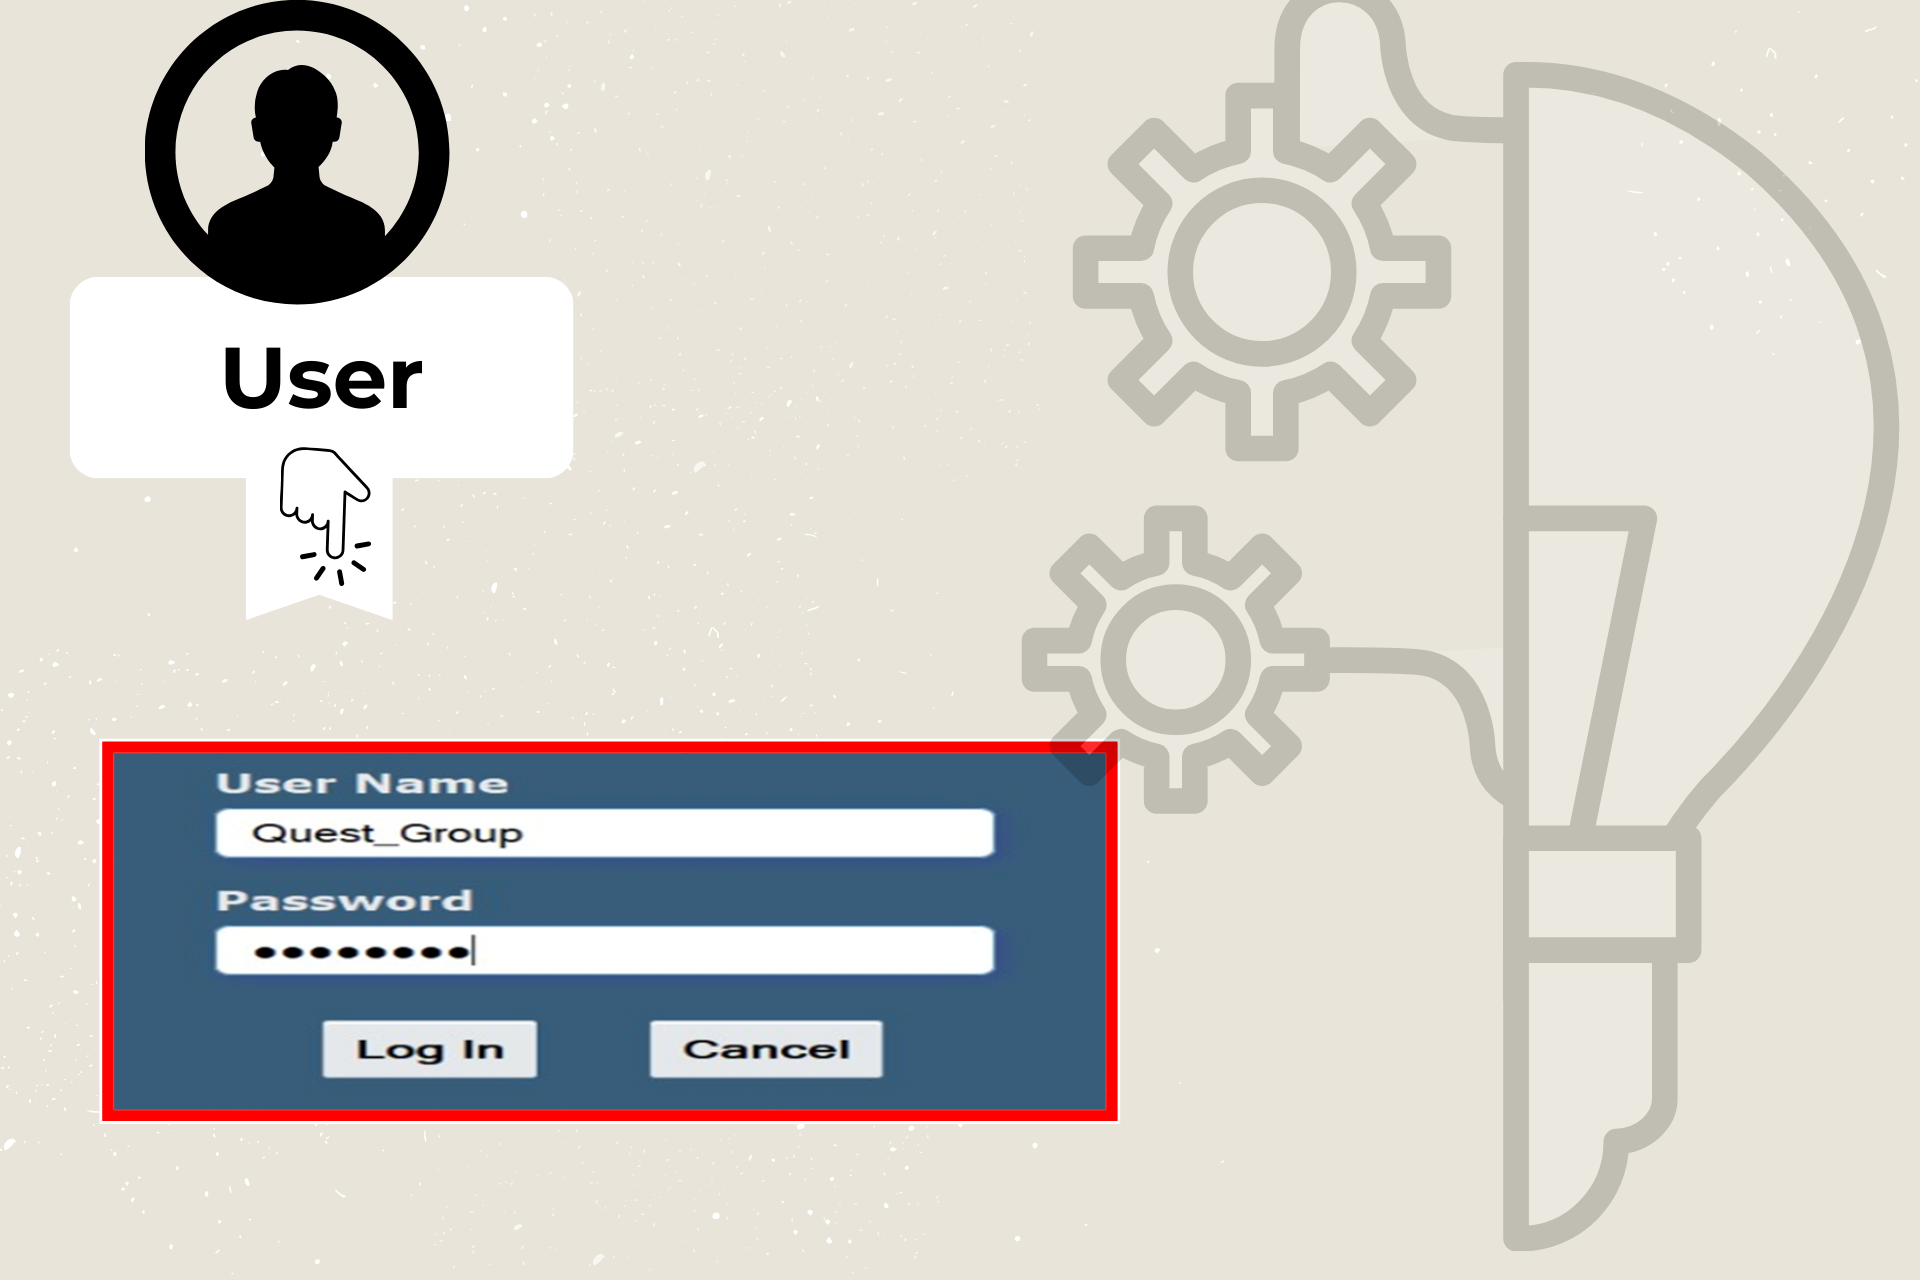 User
User Name
Quest_Group
Password
••••••••
Log In
Cancel